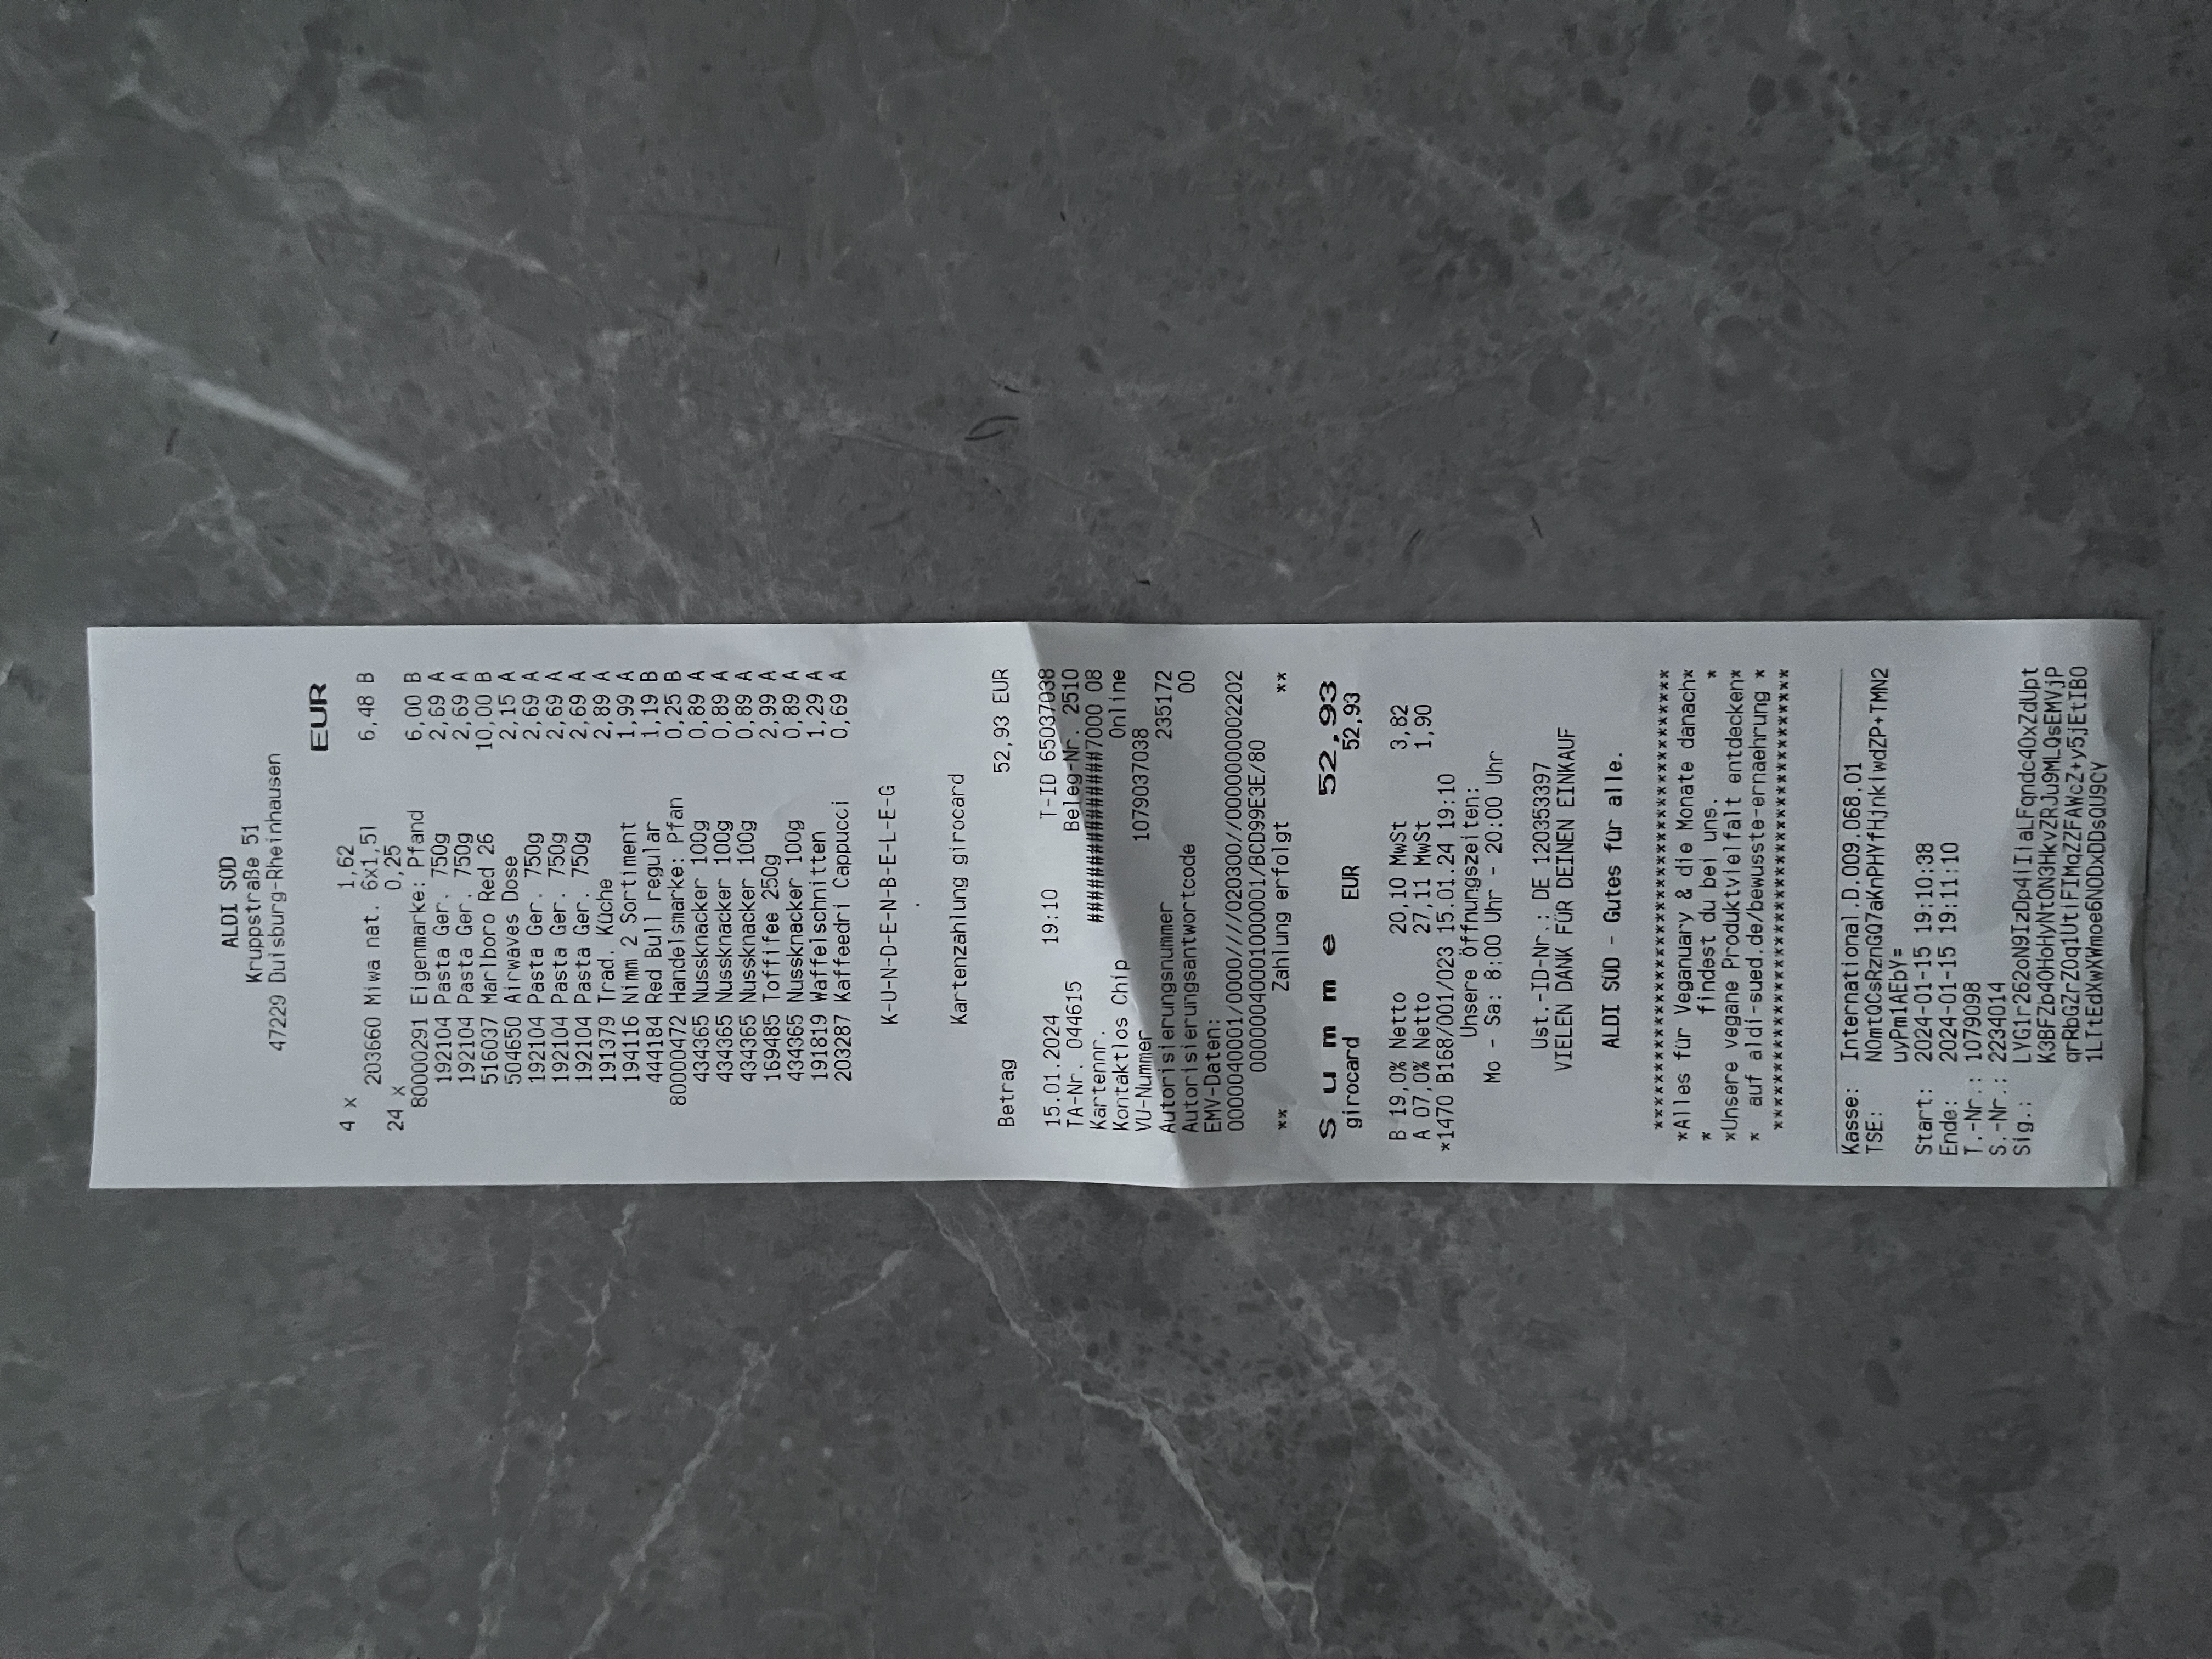 ALDI SÜD
Kruppstraße 51
47229 Duisburg-Rheinhausen
EUR
4 x 1,62
203660 Miwa nat. 6x1,5l 6,48 B
24 x 0,25
80000291 Eigenmarke: Pfand 6,00 B
192104 Pasta Ger. 750g 2,69 A
192104 Pasta Ger. 750g 2,69 A
516037 Marlboro Red 26 10,00 B
504650 Airwaves Dose 2,15 A
192104 Pasta Ger. 750g 2,69 A
192104 Pasta Ger. 750g 2,69 A
192104 Pasta Ger. 750g 2,69 A
191379 Trad. Küche 2,89 A
194116 Nimm 2 Sortiment 1,99 A
444184 Red Bull regular 1,19 B
80000472 Handelsmarke: Pfan 0,25 B
434365 Nussknacker 100g 0,89 A
434365 Nussknacker 100g 0,89 A
434365 Nussknacker 100g 0,89 A
169485 Toffifee 250g 2,99 A
434365 Nussknacker 100g 0,89 A
191819 Waffelschnitten 1,29 A
203287 Kaffeedri Cappucci 0,69 A
K-U-N-D-E-N-B-E-L-E-G
.
Kartenzahlung girocard
Betrag 52,93 EUR
15.01.2024 19:10 T-ID 65037038
TA-Nr. 044615 Beleg-Nr. 2510
Kartennr. ###############7000 08
Kontaktlos Chip Online
VU-Nummer 1079037038
Autorisierungsnummer 235172
Autorisierungsantwortcode 00
EMV-Daten:
0000040001/0000////020300//0000000002202
00000040001000001/BCD99E3E/80
** Zahlung erfolgt **
Summe 52,93
girocard EUR 52,93
B 19,0% Netto 20,10 MwSt 3,82
A 07,0% Netto 27,11 MwSt 1,90
*1470 B168/001/023 15.01.24 19:10
Unsere Öffnungszeiten:
Mo - Sa: 8:00 Uhr - 20:00 Uhr
Ust.-ID-Nr.: DE 120353397
VIELEN DANK FÜR DEINEN EINKAUF
ALDI SÜD - Gutes für alle.
****************************************
*Alles für Veganuary & die Monate danach*
* findest du bei uns. *
*Unsere vegane Produktvielfalt entdecken*
* auf aldi-sued.de/bewusste-ernaehrung *
****************************************
Kasse: International.D.009.068.01
TSE: NOmtQCsRznGQ7aKnPHYfHjnkiwdZP+TMN2
uyPm1AEbY=
Start: 2024-01-15 19:10:38
Ende: 2024-01-15 19:11:10
T.-Nr.: 1079098
S.-Nr.: 2234014
Sig.: LYG1r262oN9IzDp4iIlaLFqndc40xZdUpt
K3BFZb40HoHyNtON3HkvZRJu9MLQsEMVjP
qrRbGZrZOq1UtiFIMqZZFAWcZ+y5jEtIBO
1LTtEdXwXWmoe6NODxDDsQU9CY